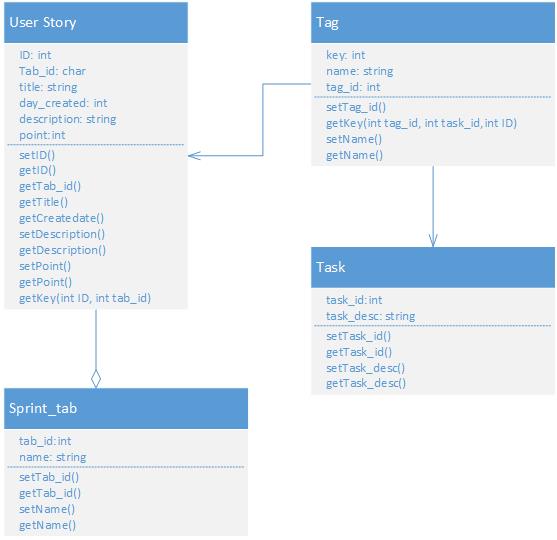 User Story
ID: int
Tab_id: char
title: string
day_created: int
description: string
point:int
setID()
getID()
getTab_id()
getTitle()
getCreatedate()
setDescription()
getDescription()
setPoint()
getPoint()
getKey(int ID, int tab_id)
Tag
key: int
name: string
tag_id: int
setTag_id()
getKey(int tag_id, int task_id,int ID)
setName()
getName()
Task
task_id:int
task_desc: string
setTask_id()
getTask_id()
setTask_desc()
getTask_desc()
Sprint_tab
tab_id:int
name: string
setTab_id()
getTab_id()
setName()
getName()